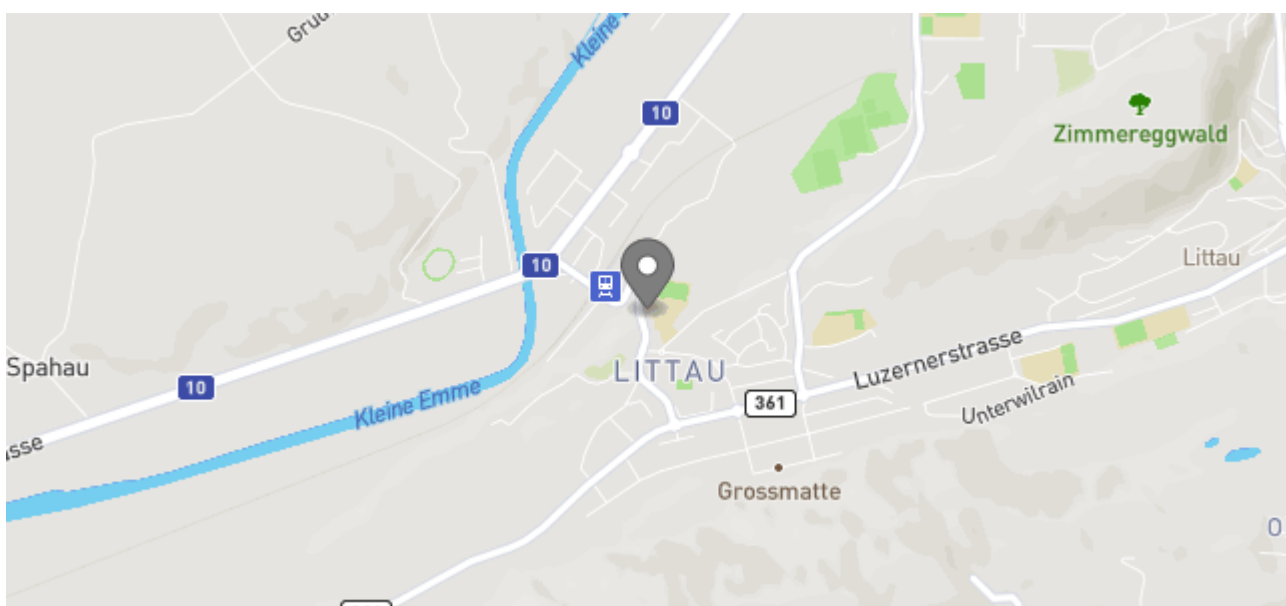 Kleine
10
Zimmereggwald
10
Littau
Spahau
LITTAU
Luzernerstrasse
10
Kleine Emme
361
Unterwilrain
Grossmatte